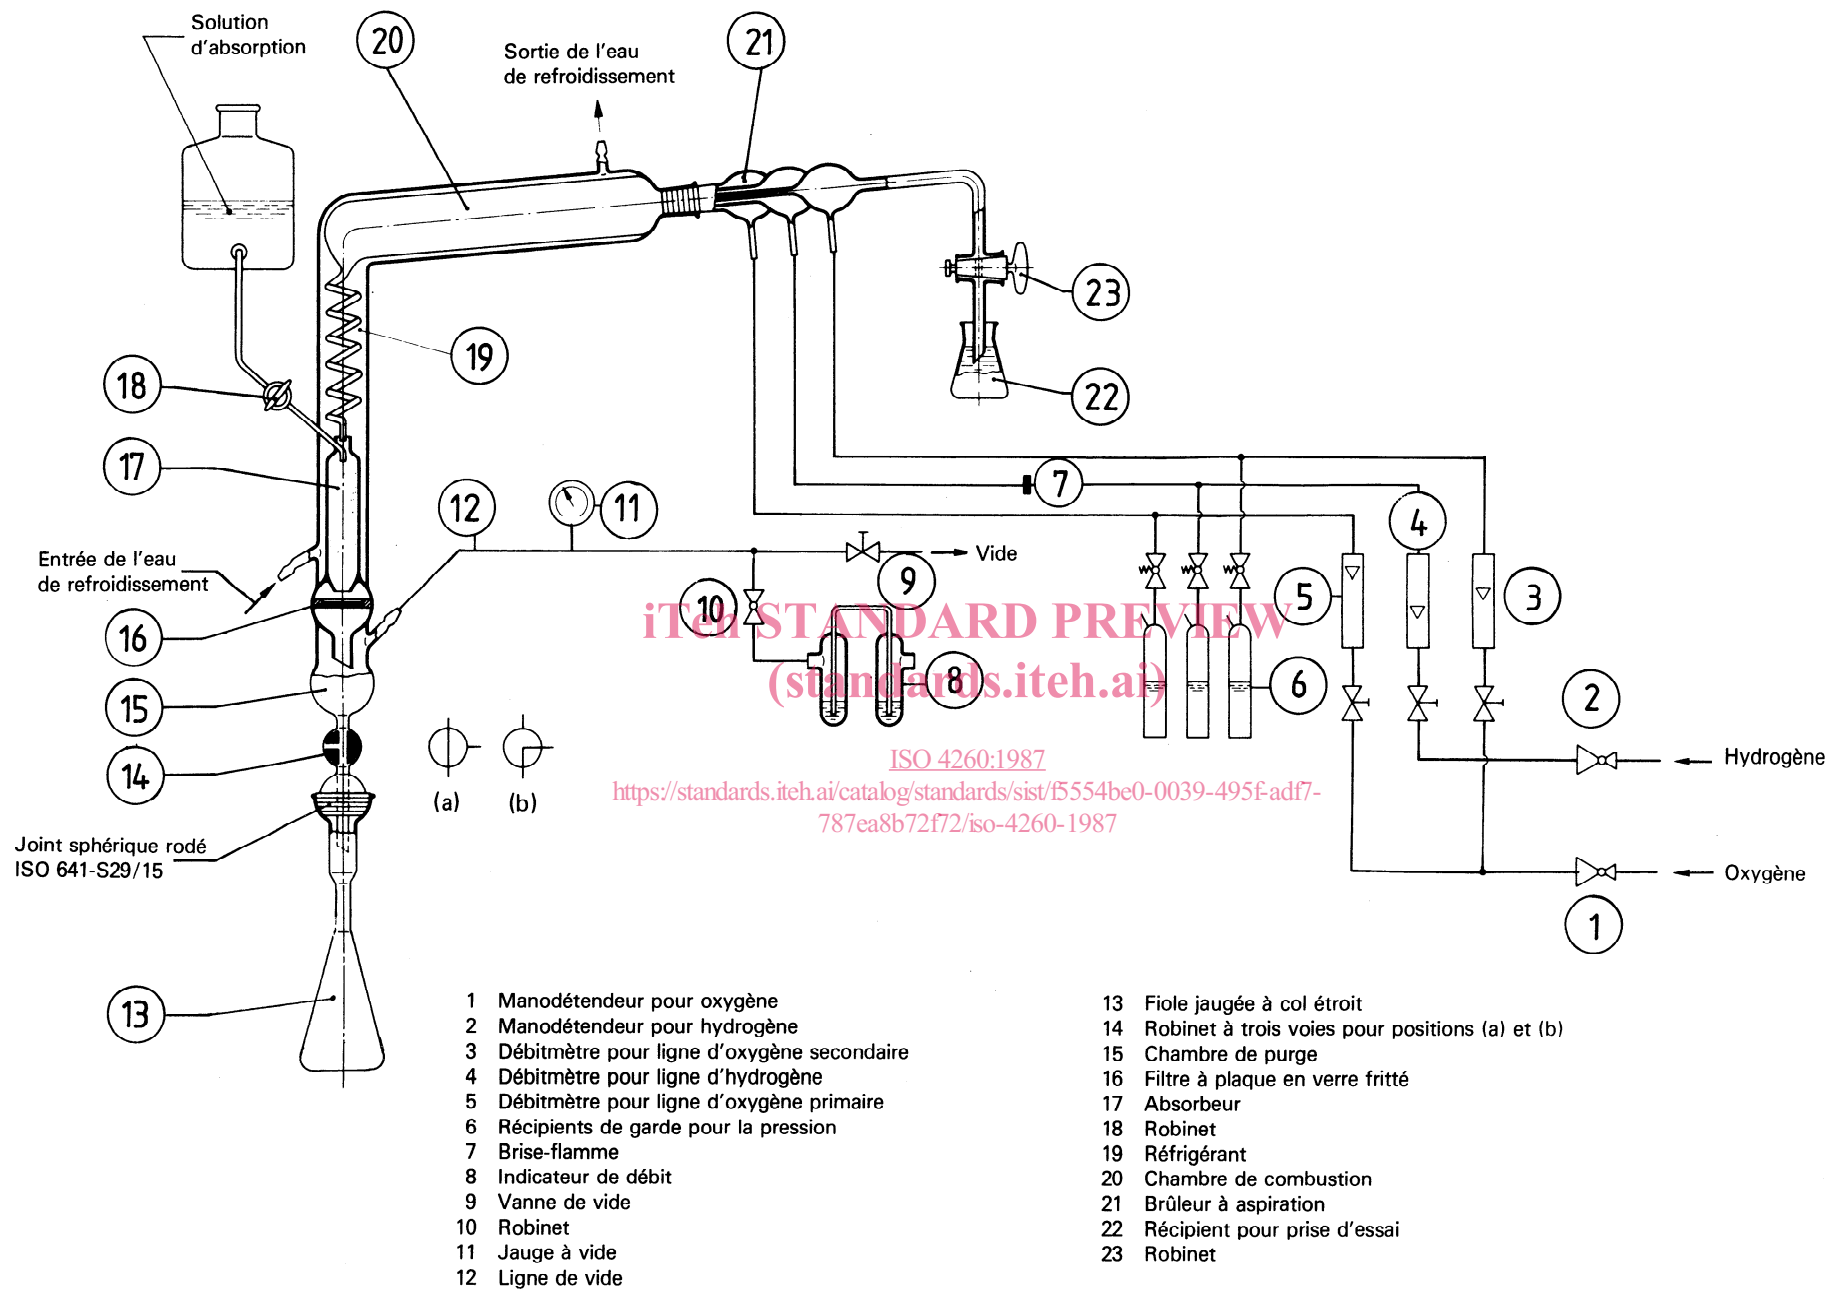 Solution
d'absorption
20
Sortie de l'eau
de refroidissement
21
23
19
18
22
17
12
11
7
4
Entrée de l'eau
de refroidissement
Vide
9
10
5
3
16
iTeh STANDARD PREVIEW
(standards.iteh.ai)
8
6
2
15
14
(a)
(b)
ISO 4260:1987
https://standards.iteh.ai/catalog/standards/sist/f5554be0-0039-495f-adf7-
787ea8b72f72/iso-4260-1987
Hydrogène
Joint sphérique rodé
ISO 641-S29/15
Oxygène
1
13
1 Manodétendeur pour oxygène
2 Manodétendeur pour hydrogène
3 Débitmètre pour ligne d'oxygène secondaire
4 Débitmètre pour ligne d'hydrogène
5 Débitmètre pour ligne d'oxygène primaire
6 Récipients de garde pour la pression
7 Brise-flamme
8 Indicateur de débit
9 Vanne de vide
10 Robinet
11 Jauge à vide
12 Ligne de vide
13 Fiole jaugée à col étroit
14 Robinet à trois voies pour positions (a) et (b)
15 Chambre de purge
16 Filtre à plaque en verre fritté
17 Absorbeur
18 Robinet
19 Réfrigérant
20 Chambre de combustion
21 Brûleur à aspiration
22 Récipient pour prise d'essai
23 Robinet